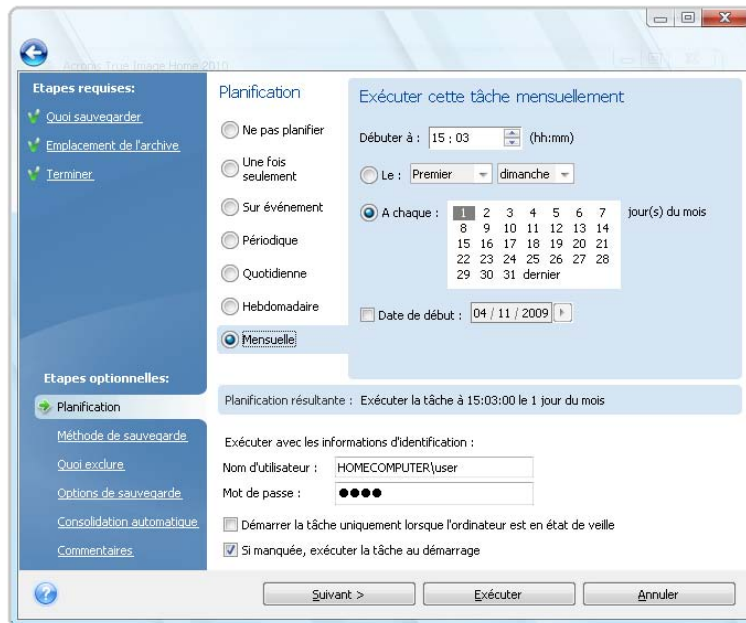 Acronis True Image Home 2010
Etapes requises:
Quoi sauvegarder
Emplacement de l'archive
Terminer
Etapes optionnelles:
Planification
Méthode de sauvegarde
Quoi exclure
Options de sauvegarde
Consolidation automatique
Commentaires
Planification
Ne pas planifier
Une fois
seulement
Sur événement
Périodique
Quotidienne
Hebdomadaire
Mensuelle
Exécuter cette tâche mensuellement
Débuter à : 15 : 03 (hh:mm)
Le : Premier dimanche
A chaque : 1 2 3 4 5 6 7 jour(s) du mois
8 9 10 11 12 13 14
15 16 17 18 19 20 21
22 23 24 25 26 27 28
29 30 31 dernier
Date de début : 04 / 11 / 2009
Planification résultante : Exécuter la tâche à 15:03:00 le 1 jour du mois
Exécuter avec les informations d'identification :
Nom d'utilisateur : HOMECOMPUTER\user
Mot de passe : ●●●●
Démarrer la tâche uniquement lorsque l'ordinateur est en état de veille
Si manquée, exécuter la tâche au démarrage
Suivant > Exécuter Annuler